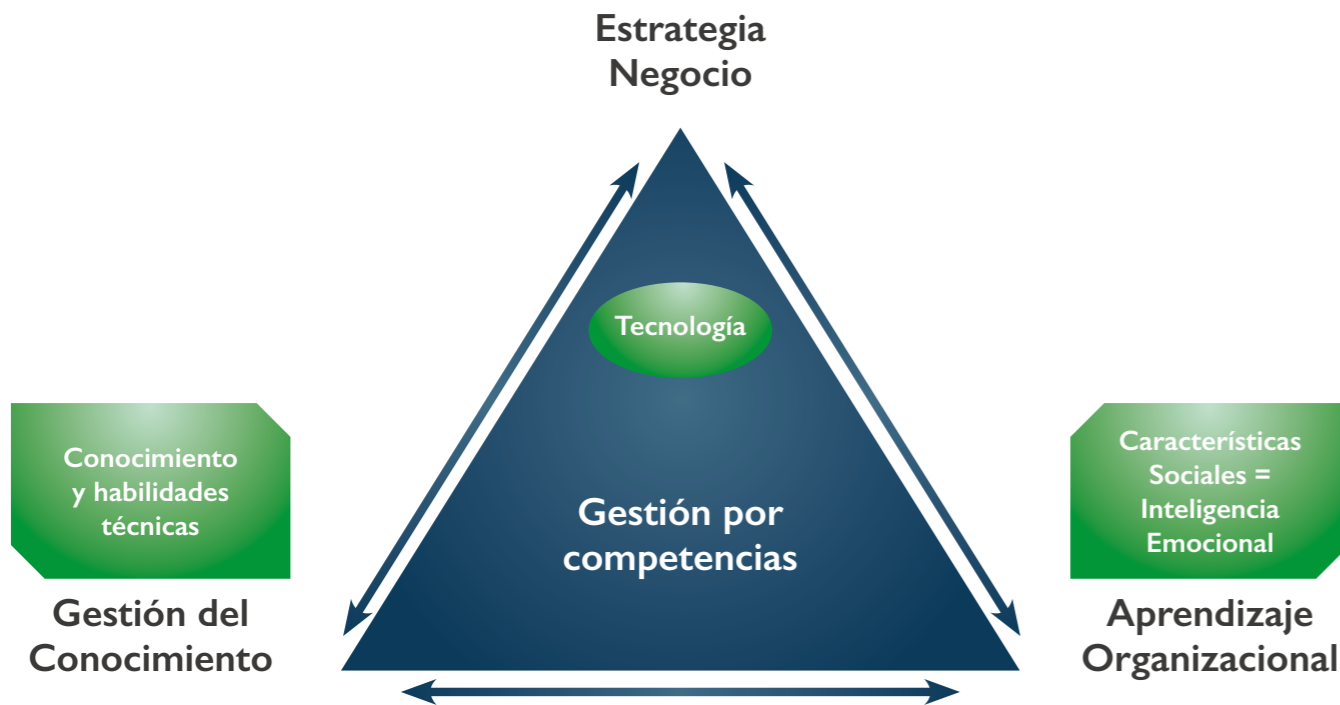 Estrategia
Negocio
Tecnología
Conocimiento
y habilidades
técnicas
Gestión del
Conocimiento
Gestión por
competencias
Características
Sociales =
Inteligencia
Emocional
Aprendizaje
Organizacional